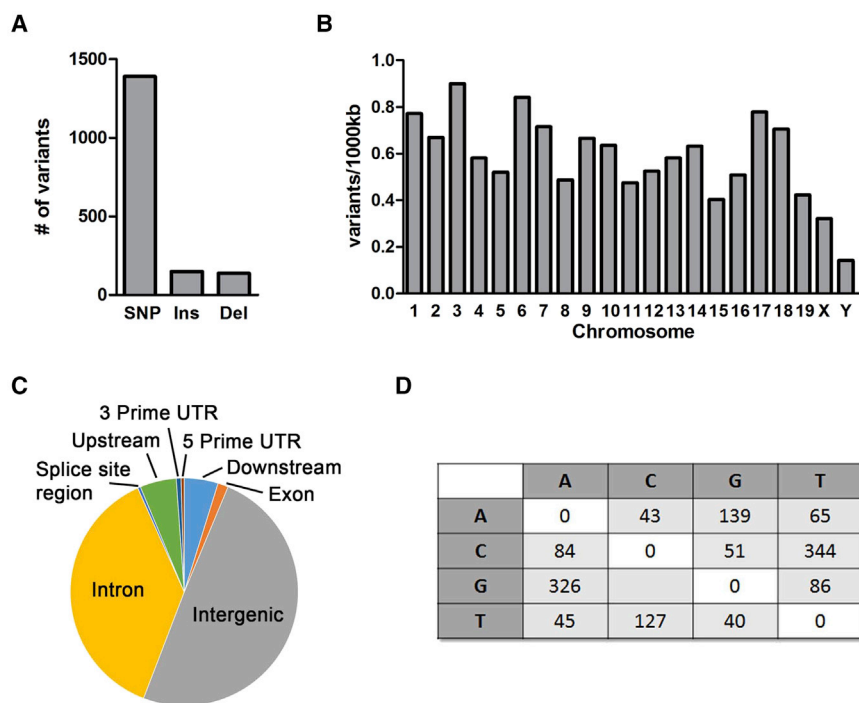 A
# of variants
1500
1000
500
0
SNP Ins Del
B
variants/1000kb
1.0
0.8
0.6
0.4
0.2
0.0
1 2 3 4 5 6 7 8 9 10 11 12 13 14 15 16 17 18 19 X Y
Chromosome
C
3 Prime UTR
Upstream
5 Prime UTR
Splice site
region
Downstream
Exon
Intron
Intergenic
D
A C G T
A 0 43 139 65
C 84 0 51 344
G 326 0 86
T 45 127 40 0